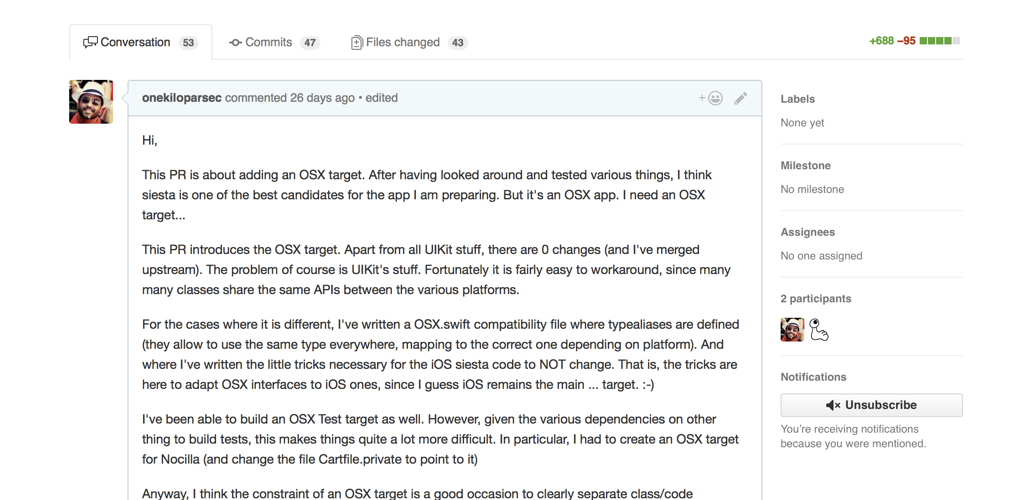 Conversation 53
Commits 47
Files changed 43
+688 −95
onekiloparsec commented 26 days ago • edited
+
Hi,
This PR is about adding an OSX target. After having looked around and tested various things, I think
siesta is one of the best candidates for the app I am preparing. But it's an OSX app. I need an OSX
target...
This PR introduces the OSX target. Apart from all UIKit stuff, there are 0 changes (and I've merged
upstream). The problem of course is UIKit's stuff. Fortunately it is fairly easy to workaround, since many
many classes share the same APIs between the various platforms.
For the cases where it is different, I've written a OSX.swift compatibility file where typealiases are defined
(they allow to use the same type everywhere, mapping to the correct one depending on platform). And
where I've written the little tricks necessary for the iOS siesta code to NOT change. That is, the tricks are
here to adapt OSX interfaces to iOS ones, since I guess iOS remains the main ... target. :-)
I've been able to build an OSX Test target as well. However, given the various dependencies on other
thing to build tests, this makes things quite a lot more difficult. In particular, I had to create an OSX target
for Nocilla (and change the file Cartfile.private to point to it)
Anyway, I think the constraint of an OSX target is a good occasion to clearly separate class/code
Labels
None yet
Milestone
No milestone
Assignees
No one assigned
2 participants
Notifications
Unsubscribe
You're receiving notifications
because you were mentioned.